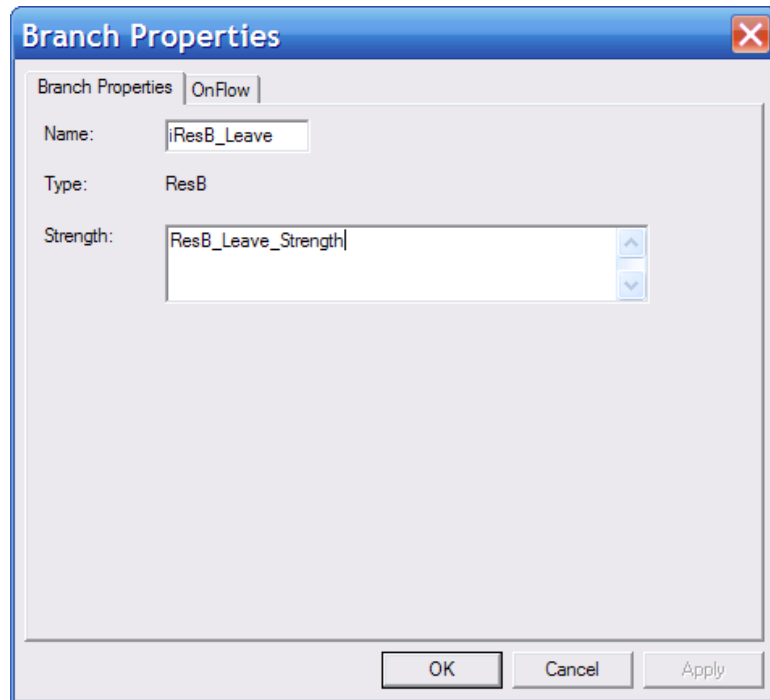 Branch Properties
Branch Properties OnFlow
Name: iResB_Leave
Type: ResB
Strength: ResB_Leave_Strength
OK Cancel Apply